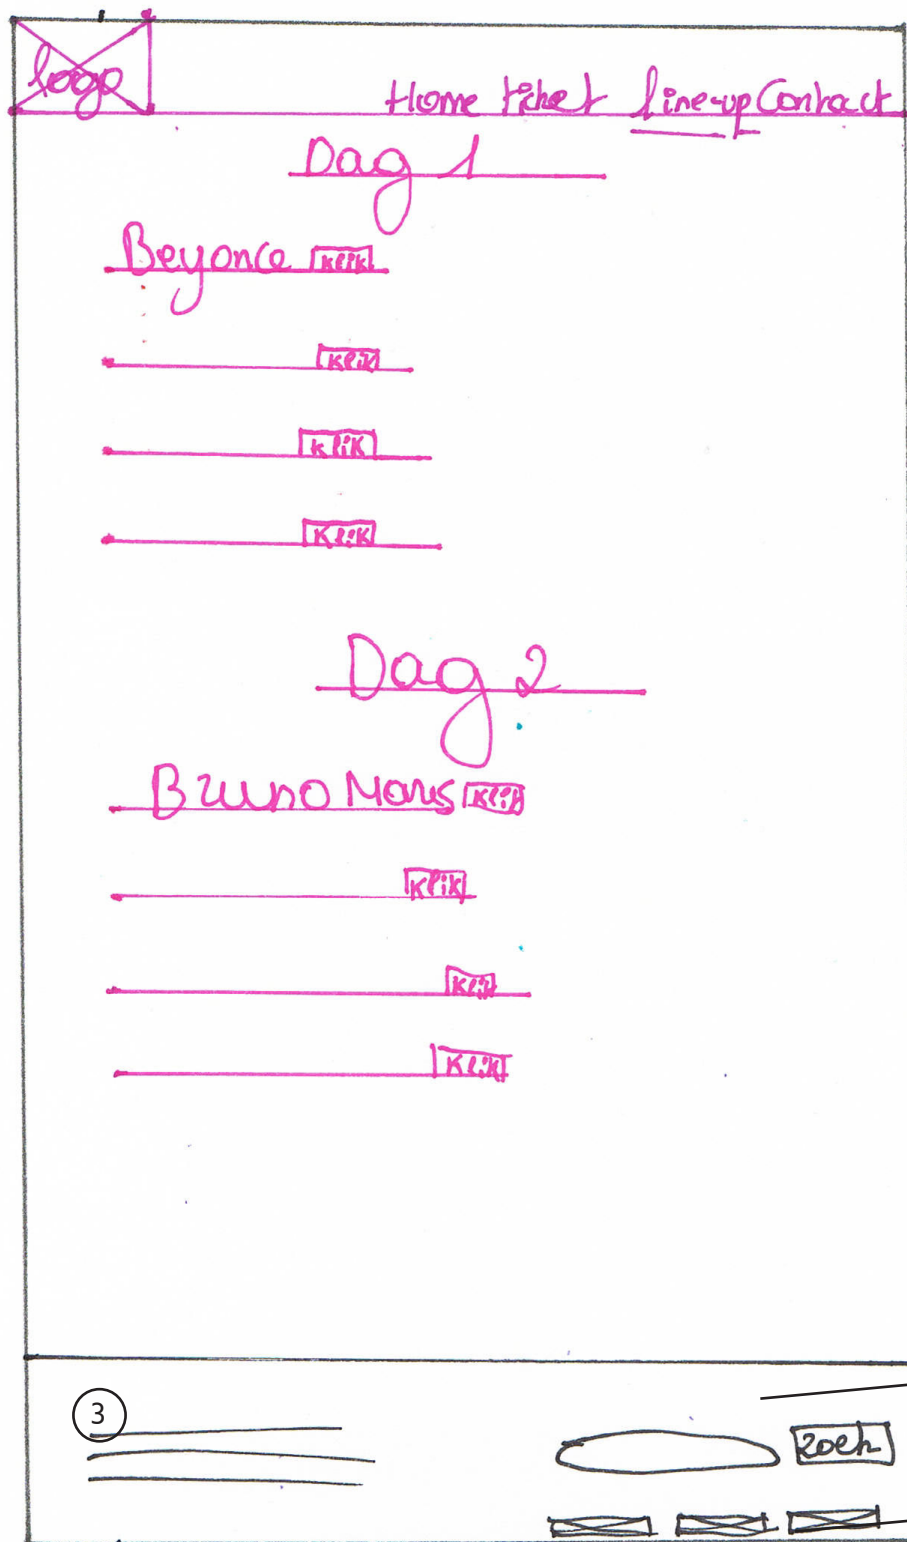 logo
Home ticket line-up Contact
Dag 1
Beyonce klik
klik
klik
klik
Dag 2
Bruno Mars klik
klik
klik
klik
3
zoek